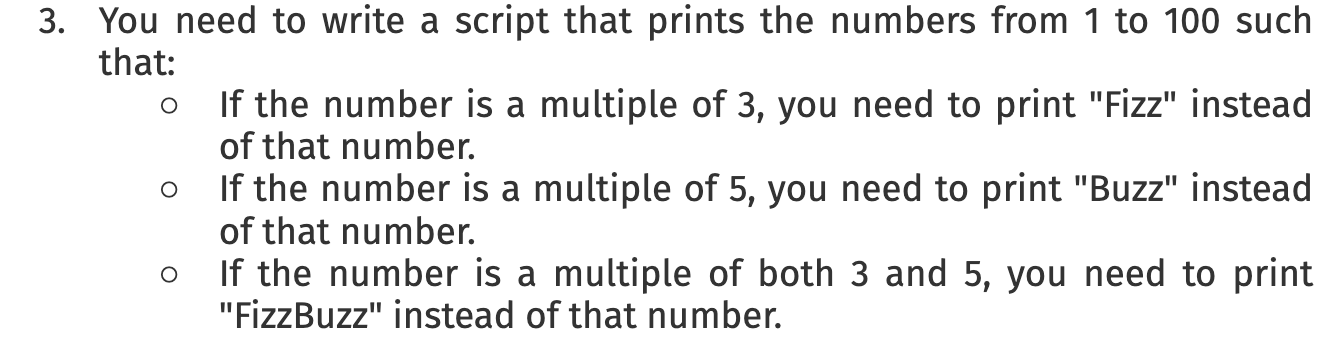 3. You need to write a script that prints the numbers from 1 to 100 such
that:
○ If the number is a multiple of 3, you need to print "Fizz" instead
of that number.
○ If the number is a multiple of 5, you need to print "Buzz" instead
of that number.
○ If the number is a multiple of both 3 and 5, you need to print
"FizzBuzz" instead of that number.